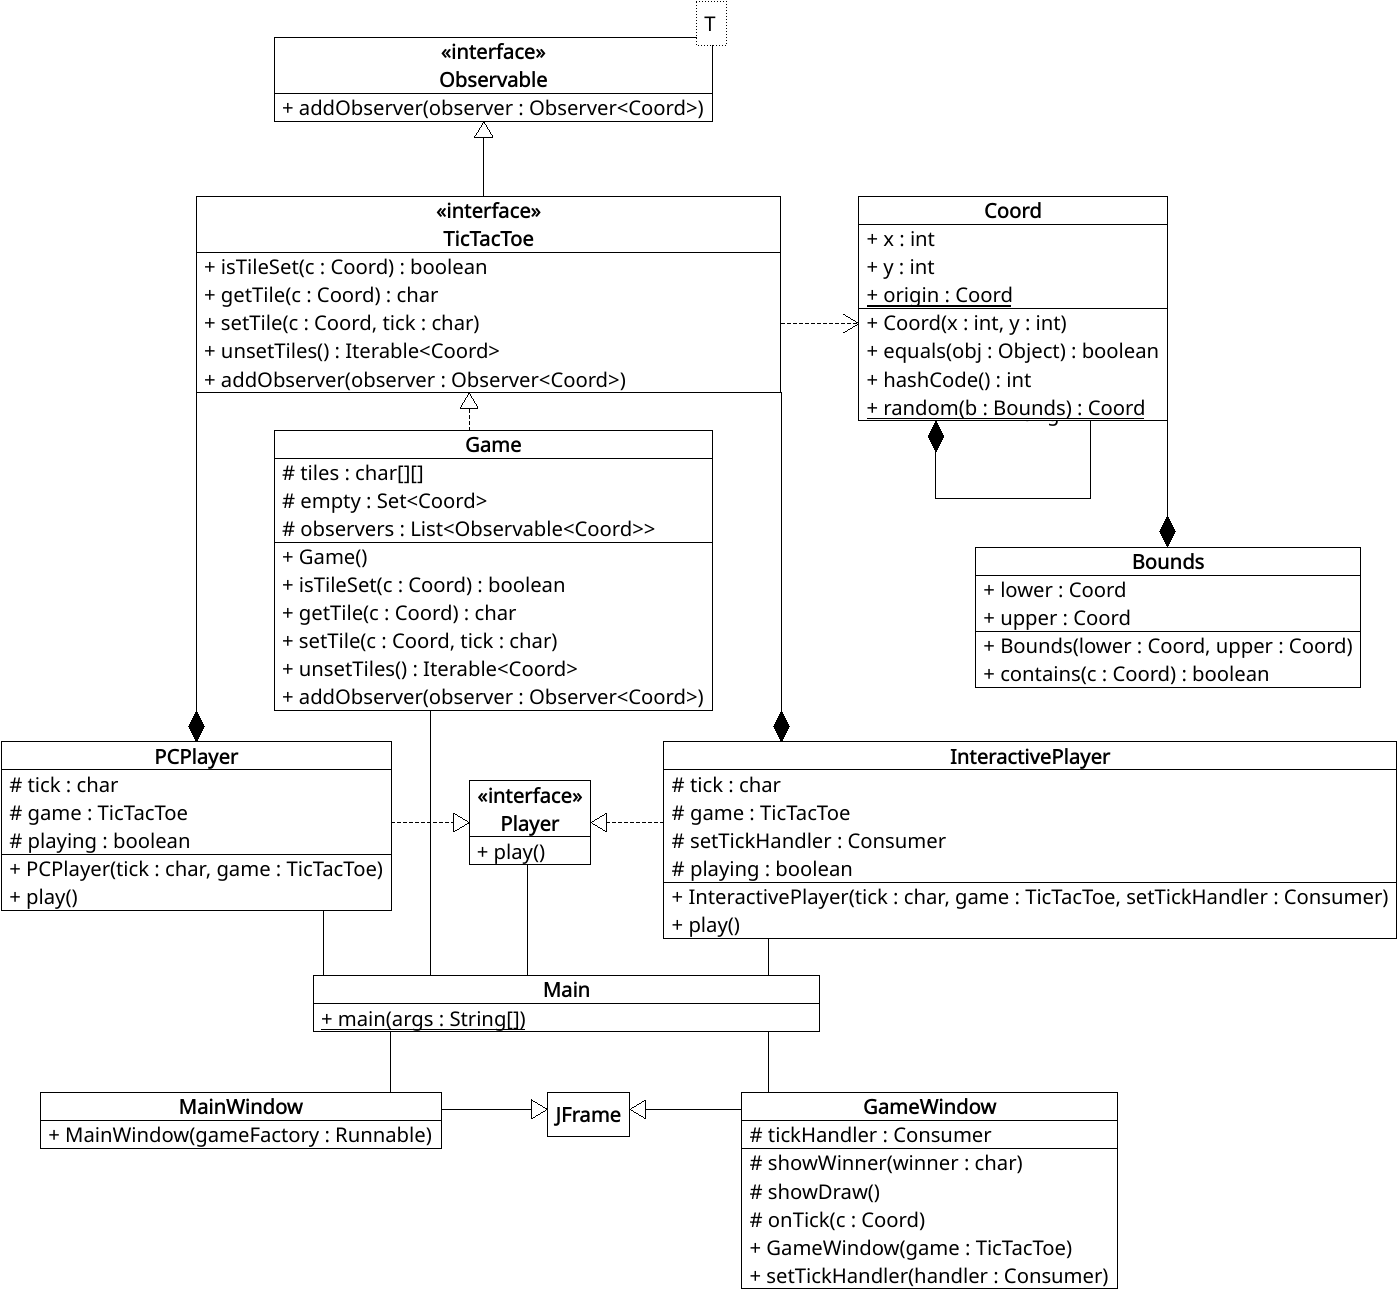 T
«interface»
Observable
+ addObserver(observer : Observer<Coord>)
«interface»
TicTacToe
+ isTileSet(c : Coord) : boolean
+ getTile(c : Coord) : char
+ setTile(c : Coord, tick : char)
+ unsetTiles() : Iterable<Coord>
+ addObserver(observer : Observer<Coord>)
Coord
+ x : int
+ y : int
+ origin : Coord
+ Coord(x : int, y : int)
+ equals(obj : Object) : boolean
+ hashCode() : int
+ random(b : Bounds) : Coord
Game
# tiles : char[][]
# empty : Set<Coord>
# observers : List<Observable<Coord>>
+ Game()
+ isTileSet(c : Coord) : boolean
+ getTile(c : Coord) : char
+ setTile(c : Coord, tick : char)
+ unsetTiles() : Iterable<Coord>
+ addObserver(observer : Observer<Coord>)
Bounds
+ lower : Coord
+ upper : Coord
+ Bounds(lower : Coord, upper : Coord)
+ contains(c : Coord) : boolean
PCPlayer
# tick : char
# game : TicTacToe
# playing : boolean
+ PCPlayer(tick : char, game : TicTacToe)
+ play()
«interface»
Player
+ play()
InteractivePlayer
# tick : char
# game : TicTacToe
# setTickHandler : Consumer
# playing : boolean
+ InteractivePlayer(tick : char, game : TicTacToe, setTickHandler : Consumer)
+ play()
Main
+ main(args : String[])
MainWindow
+ MainWindow(gameFactory : Runnable)
JFrame
GameWindow
# tickHandler : Consumer
# showWinner(winner : char)
# showDraw()
# onTick(c : Coord)
+ GameWindow(game : TicTacToe)
+ setTickHandler(handler : Consumer)